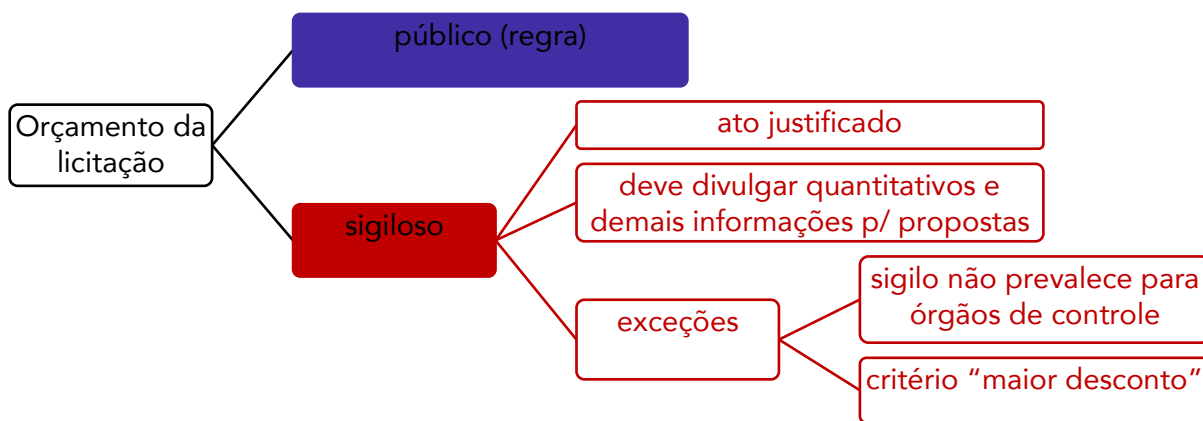 público (regra)
Orçamento da
licitação
ato justificado
deve divulgar quantitativos e
demais informações p/ propostas
sigiloso
exceções
sigilo não prevalece para
órgãos de controle
critério “maior desconto”